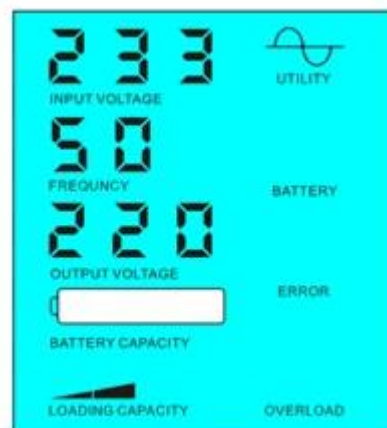 233
UTILITY
INPUT VOLTAGE
50
FREQUNCY
BATTERY
220
OUTPUT VOLTAGE
ERROR
BATTERY CAPACITY
LOADING CAPACITY
OVERLOAD